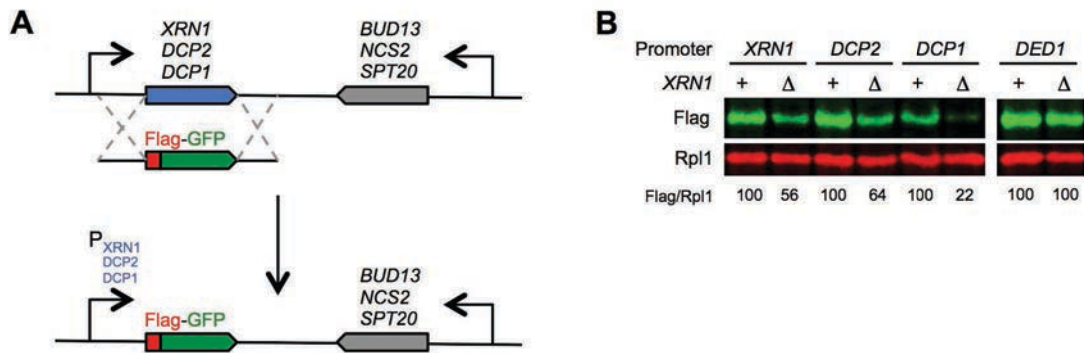 A
XRN1
DCP2
DCP1
BUD13
NCS2
SPT20
Flag-GFP
P XRN1
DCP2
DCP1
BUD13
NCS2
SPT20
Flag-GFP
B
Promoter XRN1 DCP2 DCP1 DED1
XRN1 + Δ + Δ + Δ + Δ
Flag
Rpl1
Flag/Rpl1 100 56 100 64 100 22 100 100